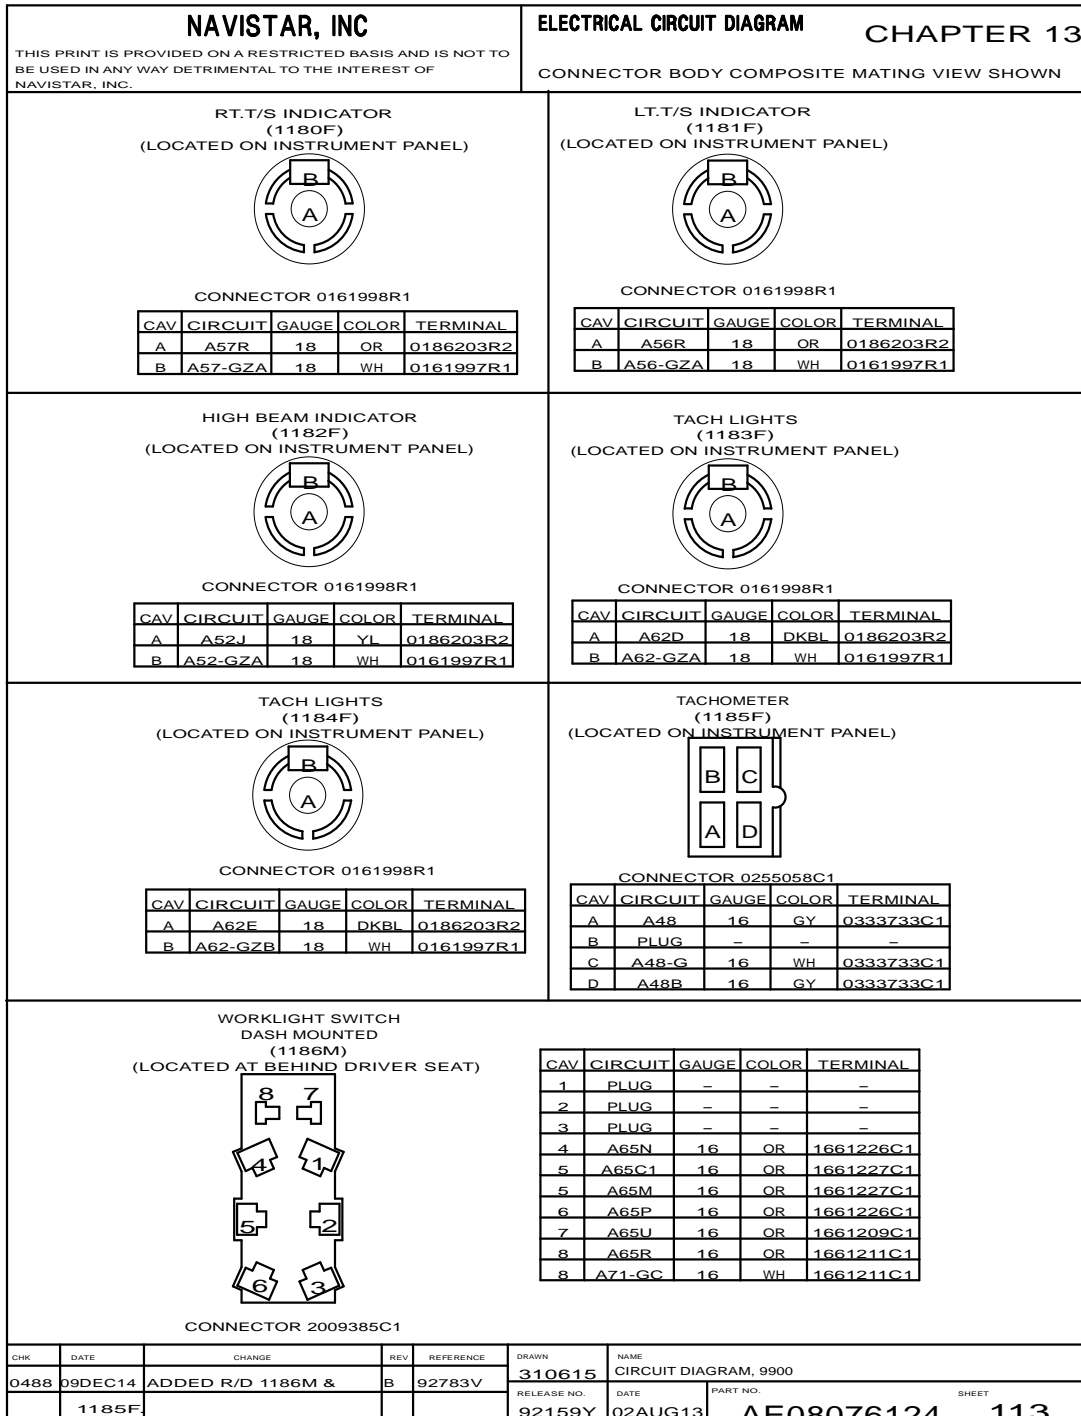 NAVISTAR, INC
THIS PRINT IS PROVIDED ON A RESTRICTED BASIS AND IS NOT TO
BE USED IN ANY WAY DETRIMENTAL TO THE INTEREST OF
NAVISTAR, INC.
ELECTRICAL CIRCUIT DIAGRAM
CHAPTER 13
CONNECTOR BODY COMPOSITE MATING VIEW SHOWN
RT.T/S INDICATOR
(1180F)
(LOCATED ON INSTRUMENT PANEL)
B
A
CONNECTOR 0161998R1
CAV CIRCUIT GAUGE COLOR TERMINAL
A A57R 18 OR 0186203R2
B A57-GZA 18 WH 0161997R1
LT.T/S INDICATOR
(1181F)
(LOCATED ON INSTRUMENT PANEL)
B
A
CONNECTOR 0161998R1
CAV CIRCUIT GAUGE COLOR TERMINAL
A A56R 18 OR 0186203R2
B A56-GZA 18 WH 0161997R1
HIGH BEAM INDICATOR
(1182F)
(LOCATED ON INSTRUMENT PANEL)
B
A
CONNECTOR 0161998R1
CAV CIRCUIT GAUGE COLOR TERMINAL
A A52J 18 YL 0186203R2
B A52-GZA 18 WH 0161997R1
TACH LIGHTS
(1183F)
(LOCATED ON INSTRUMENT PANEL)
B
A
CONNECTOR 0161998R1
CAV CIRCUIT GAUGE COLOR TERMINAL
A A62D 18 DKBL 0186203R2
B A62-GZA 18 WH 0161997R1
TACH LIGHTS
(1184F)
(LOCATED ON INSTRUMENT PANEL)
B
A
CONNECTOR 0161998R1
CAV CIRCUIT GAUGE COLOR TERMINAL
A A62E 18 DKBL 0186203R2
B A62-GZB 18 WH 0161997R1
TACHOMETER
(1185F)
(LOCATED ON INSTRUMENT PANEL)
B C
A D
CONNECTOR 0255058C1
CAV CIRCUIT GAUGE COLOR TERMINAL
A A48 16 GY 0333733C1
B PLUG – – –
C A48-G 16 WH 0333733C1
D A48B 16 GY 0333733C1
WORKLIGHT SWITCH
DASH MOUNTED
(1186M)
(LOCATED AT BEHIND DRIVER SEAT)
8 7
4 1
5 2
6 3
CONNECTOR 2009385C1
CAV CIRCUIT GAUGE COLOR TERMINAL
1 PLUG – – –
2 PLUG – – –
3 PLUG – – –
4 A65N 16 OR 1661226C1
5 A65C1 16 OR 1661227C1
5 A65M 16 OR 1661227C1
6 A65P 16 OR 1661226C1
7 A65U 16 OR 1661209C1
8 A65R 16 OR 1661211C1
8 A71-GC 16 WH 1661211C1
CHK DATE CHANGE REV REFERENCE
0488 09DEC14 ADDED R/D 1186M & B 92783V
1185F.
DRAWN
310615
NAME
CIRCUIT DIAGRAM, 9900
RELEASE NO.
92159Y
DATE
02AUG13
PART NO.
AE08076124
SHEET
113